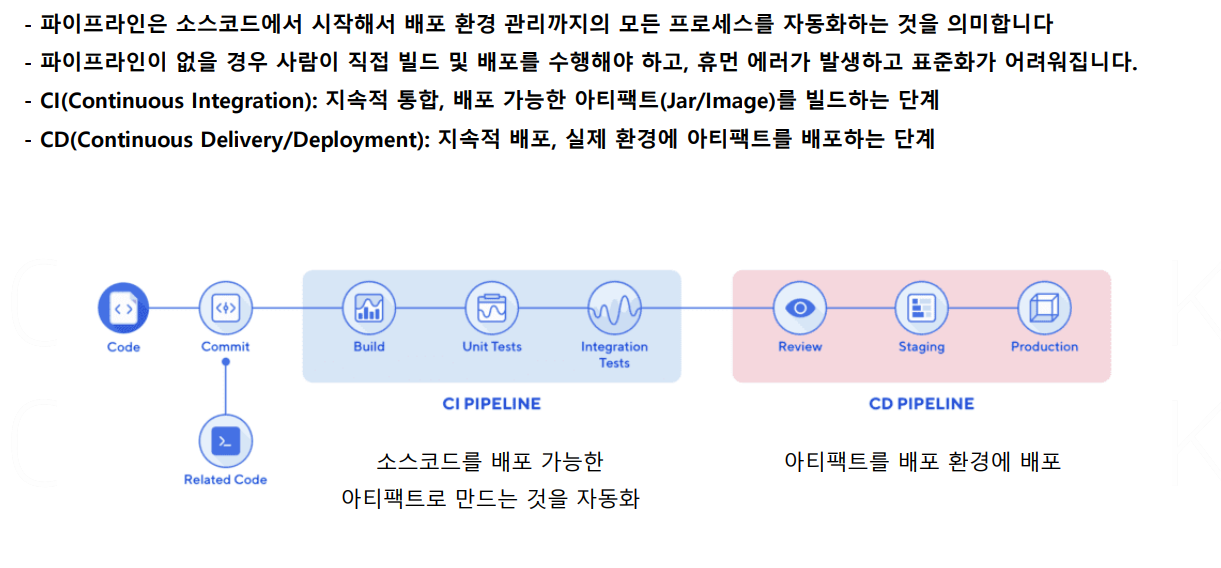 - 파이프라인은 소스코드에서 시작해서 배포 환경 관리까지의 모든 프로세스를 자동화하는 것을 의미합니다
- 파이프라인이 없을 경우 사람이 직접 빌드 및 배포를 수행해야 하고, 휴먼 에러가 발생하고 표준화가 어려워집니다.
- CI(Continuous Integration): 지속적 통합, 배포 가능한 아티팩트(Jar/Image)를 빌드하는 단계
- CD(Continuous Delivery/Deployment): 지속적 배포, 실제 환경에 아티팩트를 배포하는 단계
Code
Commit
Related Code
Build
Unit Tests
Integration
Tests
CI PIPELINE
소스코드를 배포 가능한
아티팩트로 만드는 것을 자동화
Review
Staging
Production
CD PIPELINE
아티팩트를 배포 환경에 배포